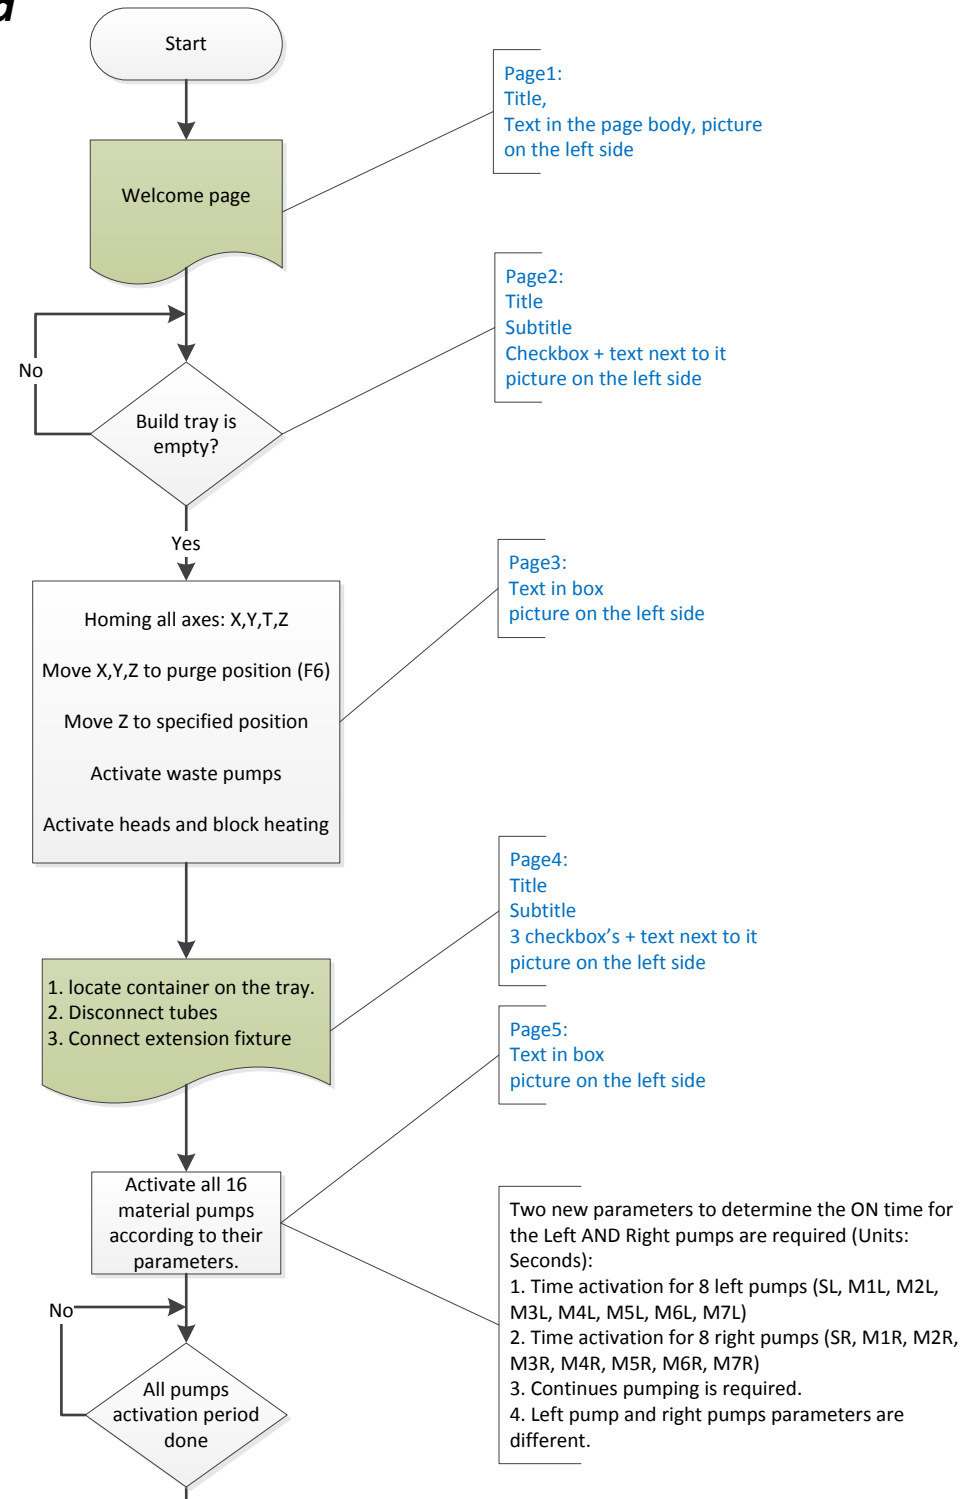 Start
Page1:
Title,
Text in the page body, picture
on the left side
Welcome page
Page2:
Title
Subtitle
Checkbox + text next to it
picture on the left side
No
Build tray is
empty?
Yes
Page3:
Text in box
picture on the left side
Homing all axes: X,Y,T,Z
Move X,Y,Z to purge position (F6)
Move Z to specified position
Activate waste pumps
Activate heads and block heating
Page4:
Title
Subtitle
3 checkbox's + text next to it
picture on the left side
1. locate container on the tray.
2. Disconnect tubes
3. Connect extension fixture
Page5:
Text in box
picture on the left side
Activate all 16
material pumps
according to their
parameters.
Two new parameters to determine the ON time for
the Left AND Right pumps are required (Units:
Seconds):
1. Time activation for 8 left pumps (SL, M1L, M2L,
M3L, M4L, M5L, M6L, M7L)
2. Time activation for 8 right pumps (SR, M1R, M2R,
M3R, M4R, M5R, M6R, M7R)
3. Continues pumping is required.
4. Left pump and right pumps parameters are
different.
No
All pumps
activation period
done